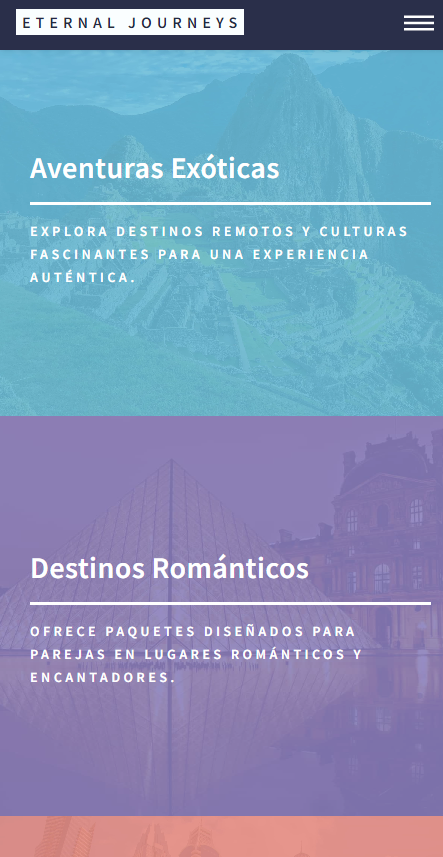 ETERNAL JOURNEYS
Aventuras Exóticas
EXPLORA DESTINOS REMOTOS Y CULTURAS
FASCINANTES PARA UNA EXPERIENCIA
AUTÉNTICA.
Destinos Románticos
OFRECE PAQUETES DISEÑADOS PARA
PAREJAS EN LUGARES ROMÁNTICOS Y
ENCANTADORES.